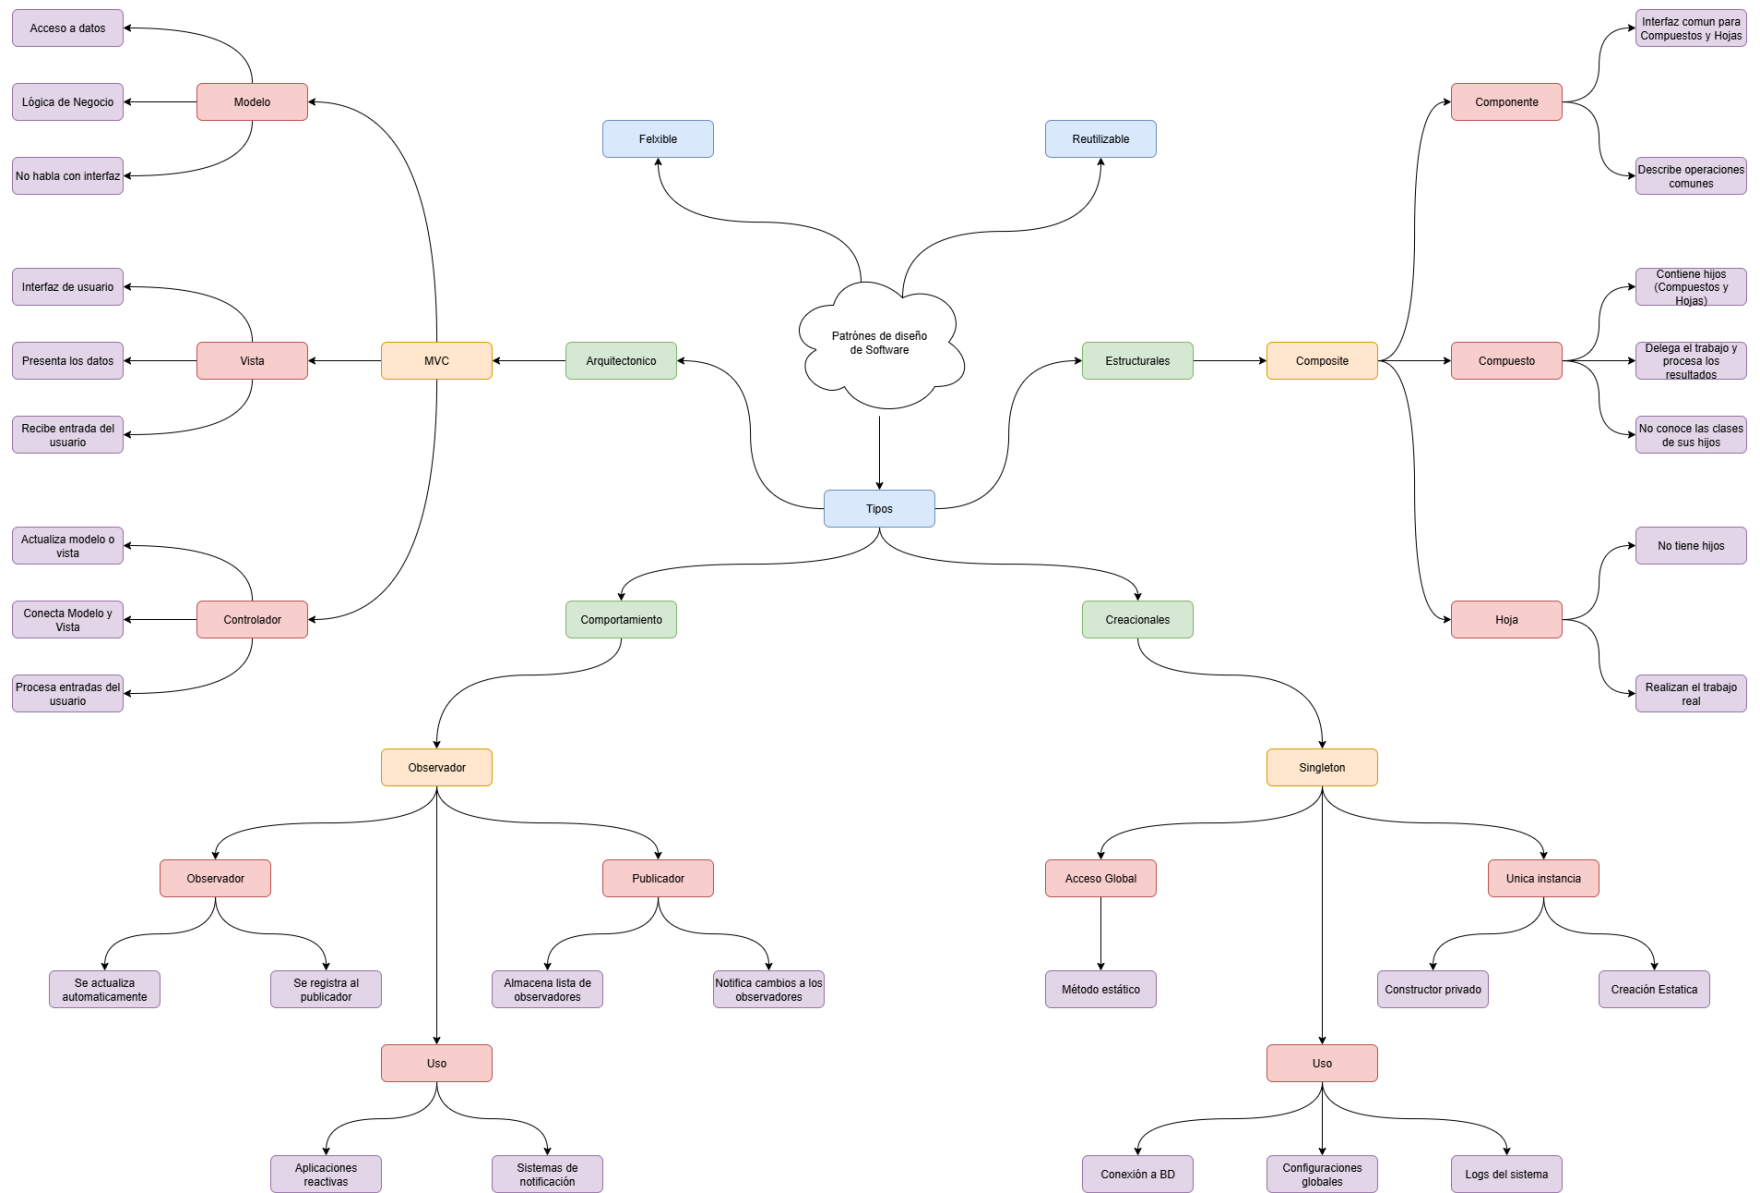 Acceso a datos
Lógica de Negocio
Modelo
No habla con interfaz
Felxible
Reutilizable
Interfaz comun para
Compuestos y Hojas
Componente
Describe operaciones
comunes
Patrónes de diseño
de Software
Interfaz de usuario
Presenta los datos
Vista
MVC
Arquitectonico
Recibe entrada del
usuario
Estructurales
Composite
Compuesto
Contiene hijos
(Compuestos y
Hojas)
Delega el trabajo y
procesa los
resultados
No conoce las clases
de sus hijos
Tipos
Actualiza modelo o
vista
Conecta Modelo y
Vista
Controlador
Procesa entradas del
usuario
Comportamiento
Creacionales
Hoja
No tiene hijos
Realizan el trabajo
real
Observador
Singleton
Observador
Publicador
Acceso Global
Unica instancia
Se actualiza
automaticamente
Se registra al
publicador
Almacena lista de
observadores
Notifica cambios a los
observadores
Método estático
Constructor privado
Creación Estatica
Uso
Uso
Aplicaciones
reactivas
Sistemas de
notificación
Conexión a BD
Configuraciones
globales
Logs del sistema